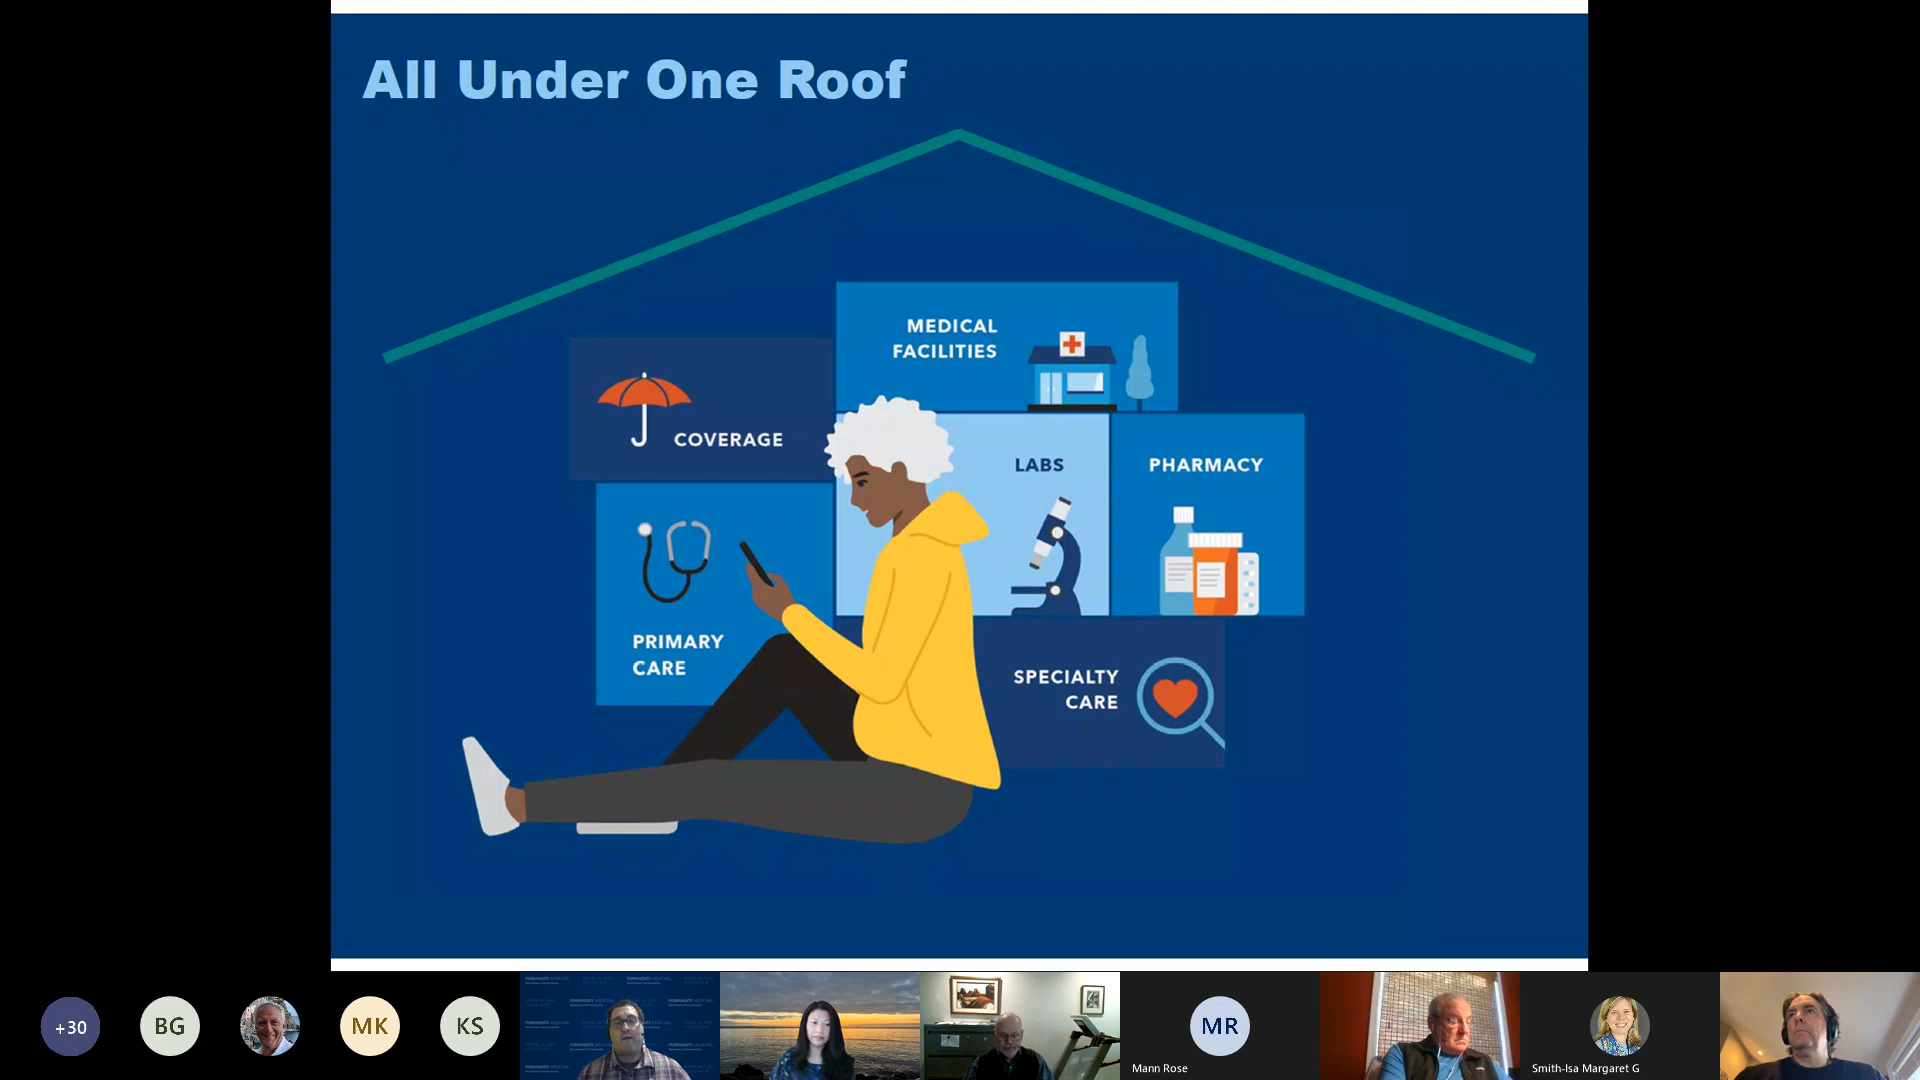 All Under One Roof
MEDICAL
FACILITIES
COVERAGE
LABS
PHARMACY
PRIMARY
CARE
SPECIALTY
CARE
+30
BG
MK
KS
MR
Mann Rose
Smith-Isa Margaret G